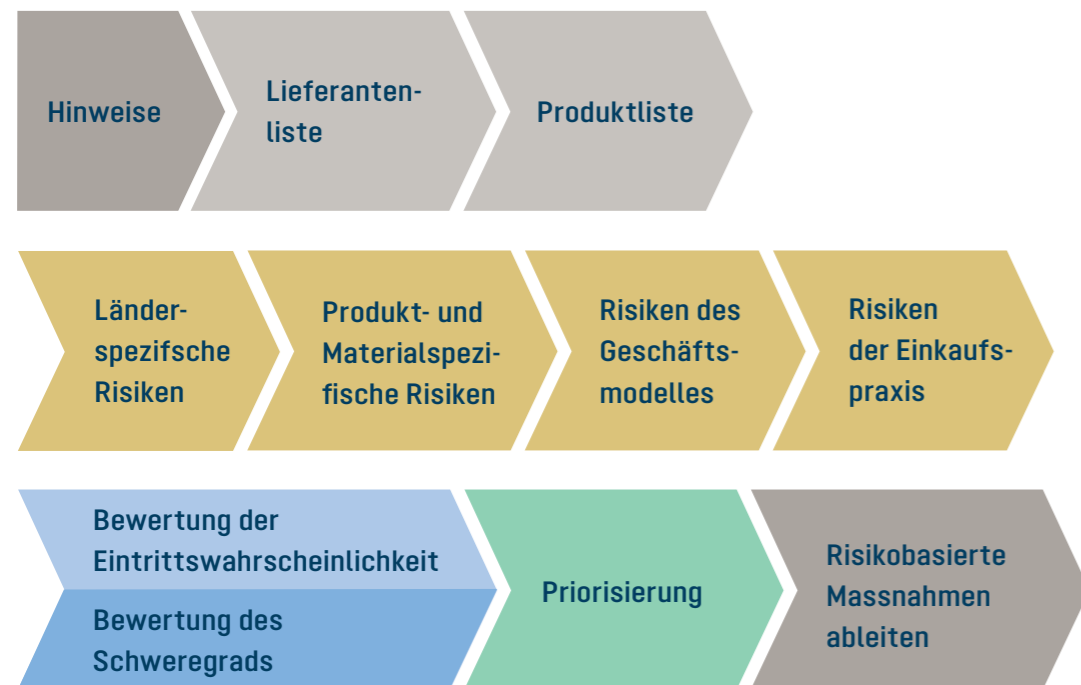 Hinweise
Lieferanten-
liste
Produktliste
Länder-
spezifsche
Risiken
Produkt- und
Materialspezi-
fische Risiken
Risiken des
Geschäfts-
modelles
Risiken
der Einkaufs-
praxis
Bewertung der
Eintrittswahrscheinlichkeit
Bewertung des
Schweregrads
Priorisierung
Risikobasierte
Massnahmen
ableiten